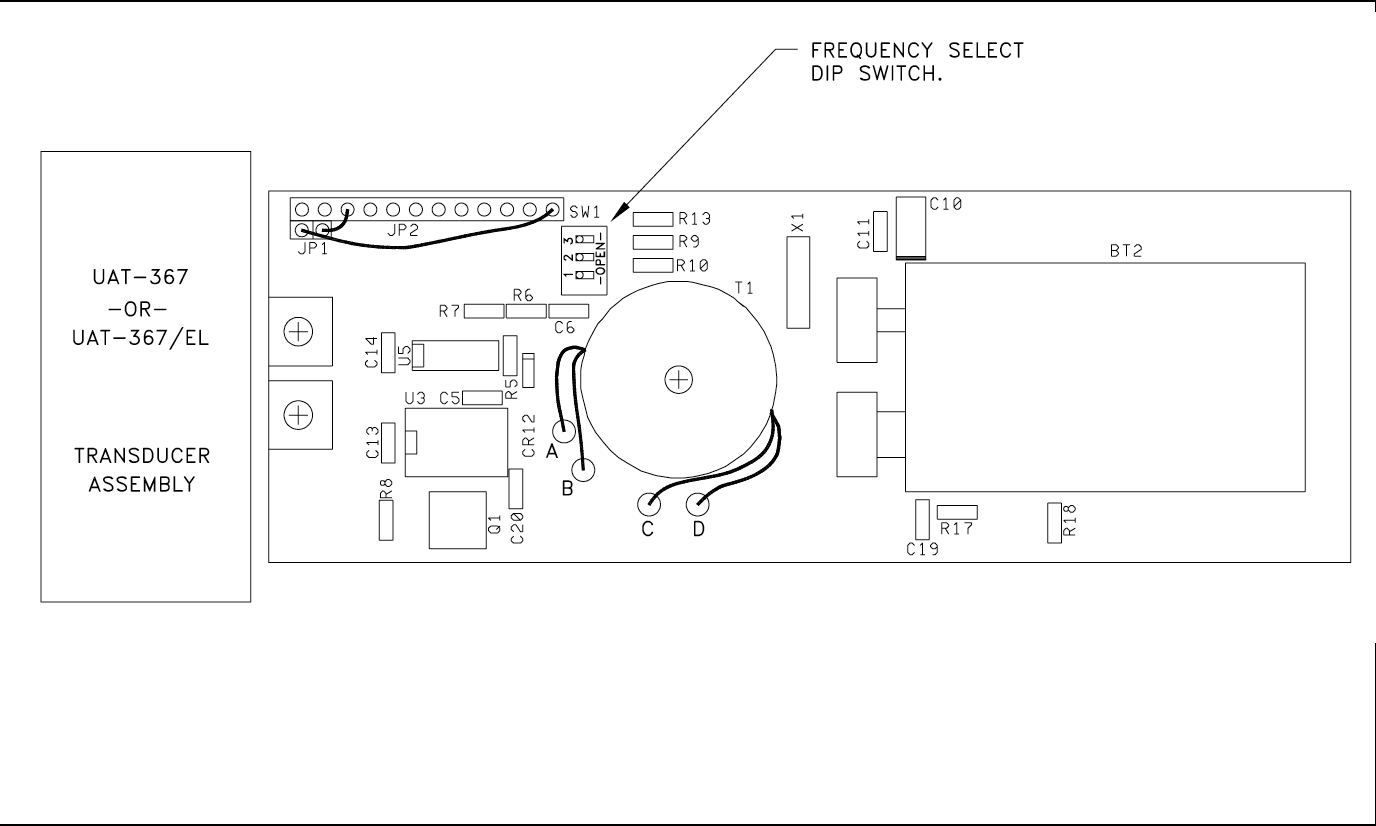 FREQUENCY SELECT
DIP SWITCH.
UAT-367
-OR-
UAT-367/EL
TRANSDUCER
ASSEMBLY
JP1
JP2
SW1
1 2 3
-OPEN-
R13
R9
R10
X1
C11
C10
BT2
T1
R7
R6
C6
C14
U5
R5
U3
C5
C13
CR12
A
B
C
D
R8
Q1
C20
C19
R17
R18